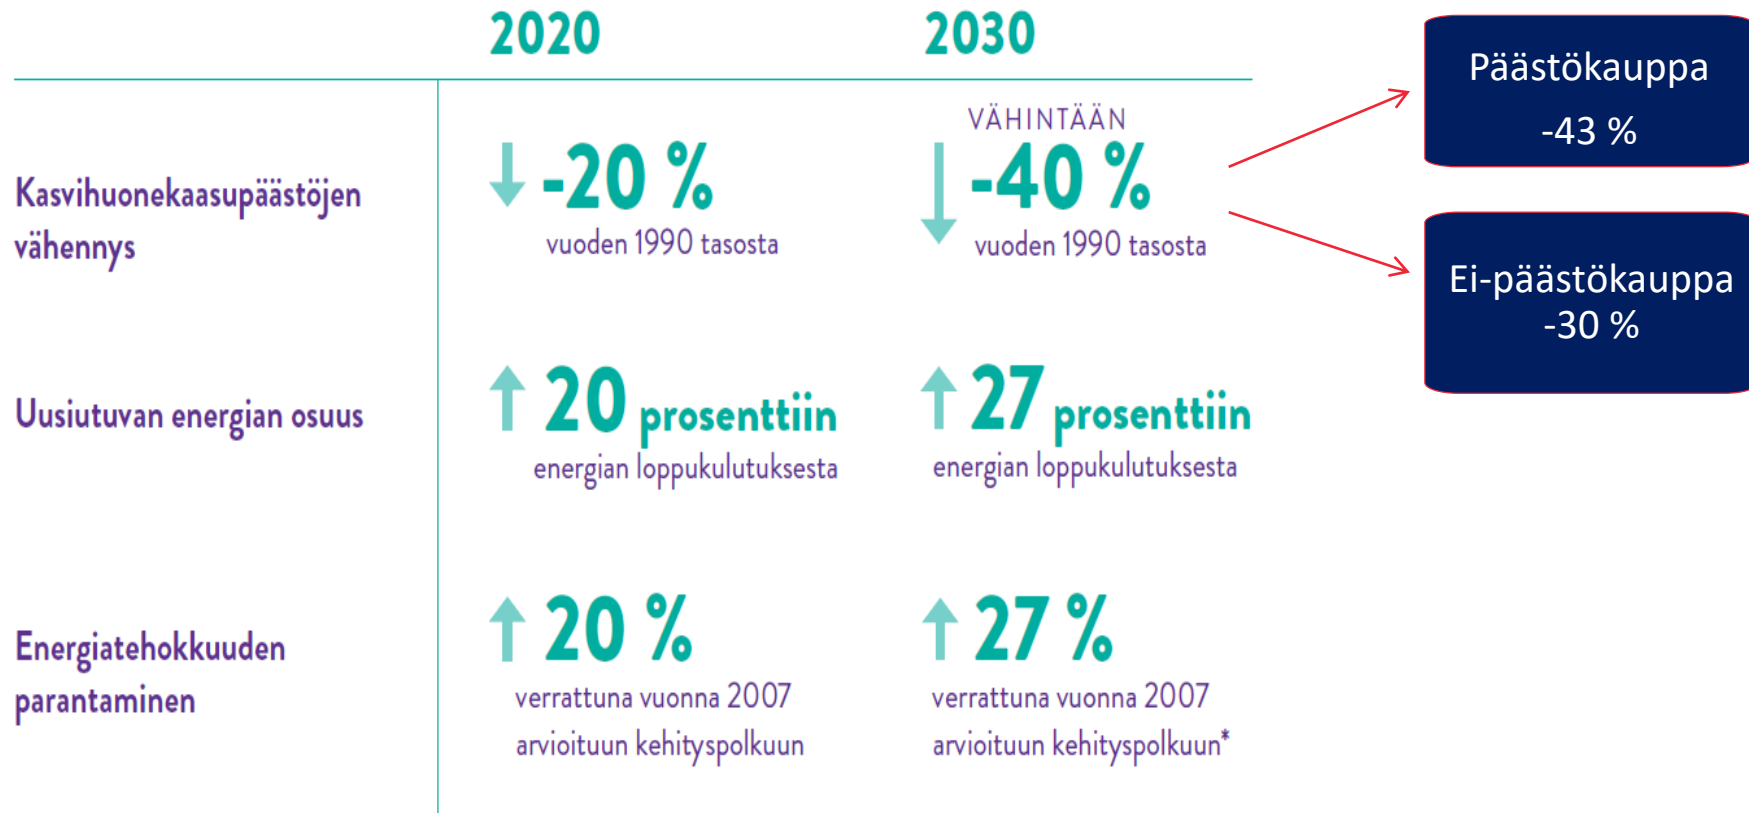 2020
2030
Kasvihuonekaasupäästöjen
vähennys
-20 %
vuoden 1990 tasosta
VÄHINTÄÄN
-40 %
vuoden 1990 tasosta
Päästökauppa
-43 %
Ei-päästökauppa
-30 %
Uusiutuvan energian osuus
20 prosenttiin
energian loppukulutuksesta
27 prosenttiin
energian loppukulutuksesta
Energiatehokkuuden
parantaminen
20 %
verrattuna vuonna 2007
arvioituun kehityspolkuun
27 %
verrattuna vuonna 2007
arvioituun kehityspolkuun*